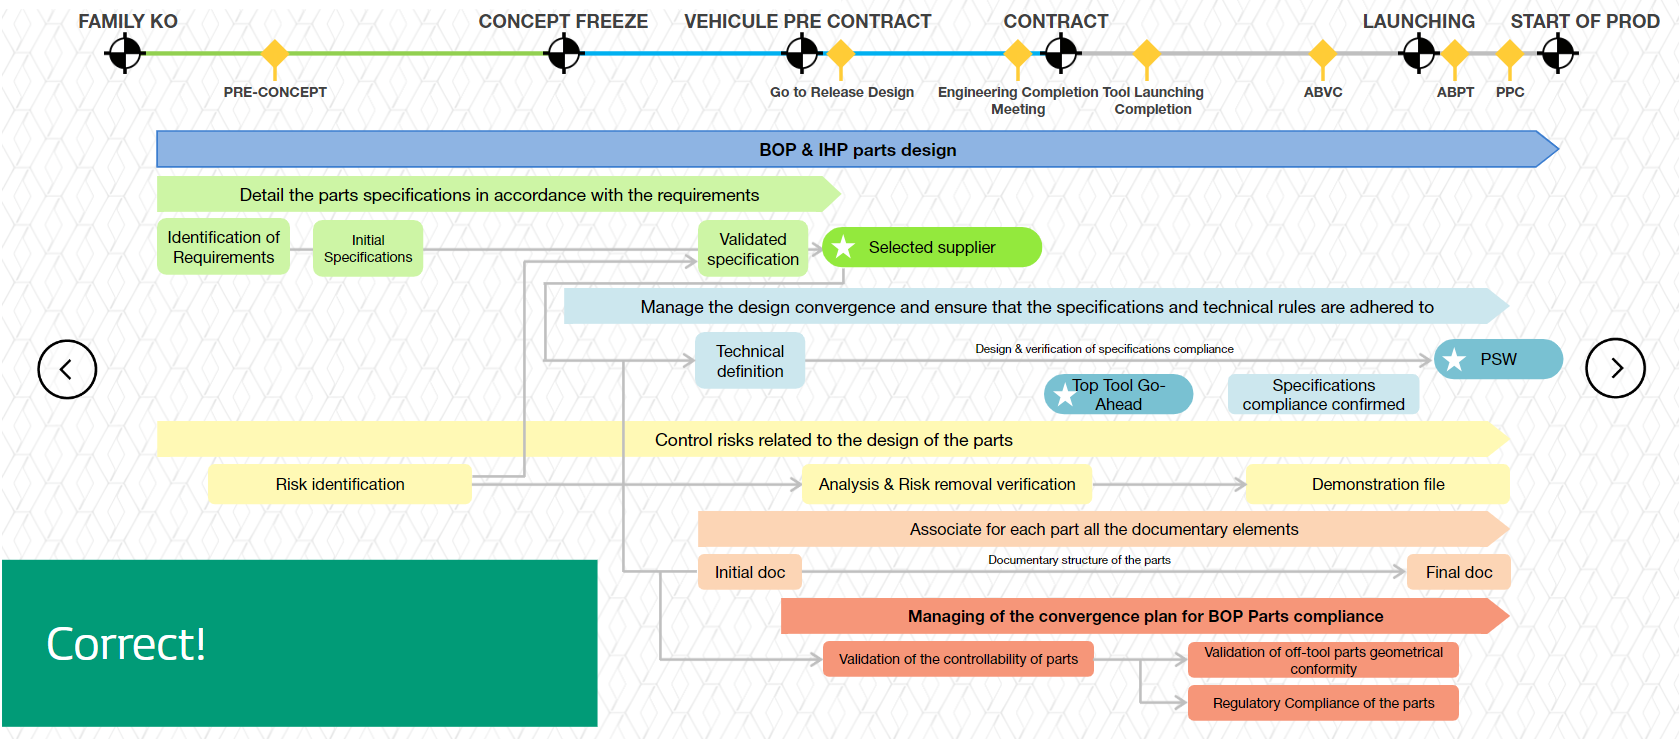 FAMILY KO
CONCEPT FREEZE
VEHICULE PRE CONTRACT
CONTRACT
LAUNCHING
START OF PROD
PRE-CONCEPT
Go to Release Design
Engineering Completion
Meeting
Tool Launching
Completion
ABVC
ABPT
PPC
BOP & IHP parts design
Detail the parts specifications in accordance with the requirements
Identification of
Requirements
Initial
Specifications
Validated
specification
Selected supplier
Manage the design convergence and ensure that the specifications and technical rules are adhered to
Technical
definition
Design & verification of specifications compliance
PSW
Top Tool Go-
Ahead
Specifications
compliance confirmed
Control risks related to the design of the parts
Risk identification
Analysis & Risk removal verification
Demonstration file
Associate for each part all the documentary elements
Initial doc
Documentary structure of the parts
Final doc
Managing of the convergence plan for BOP Parts compliance
Validation of the controllability of parts
Validation of off-tool parts geometrical
conformity
Regulatory Compliance of the parts
Correct!